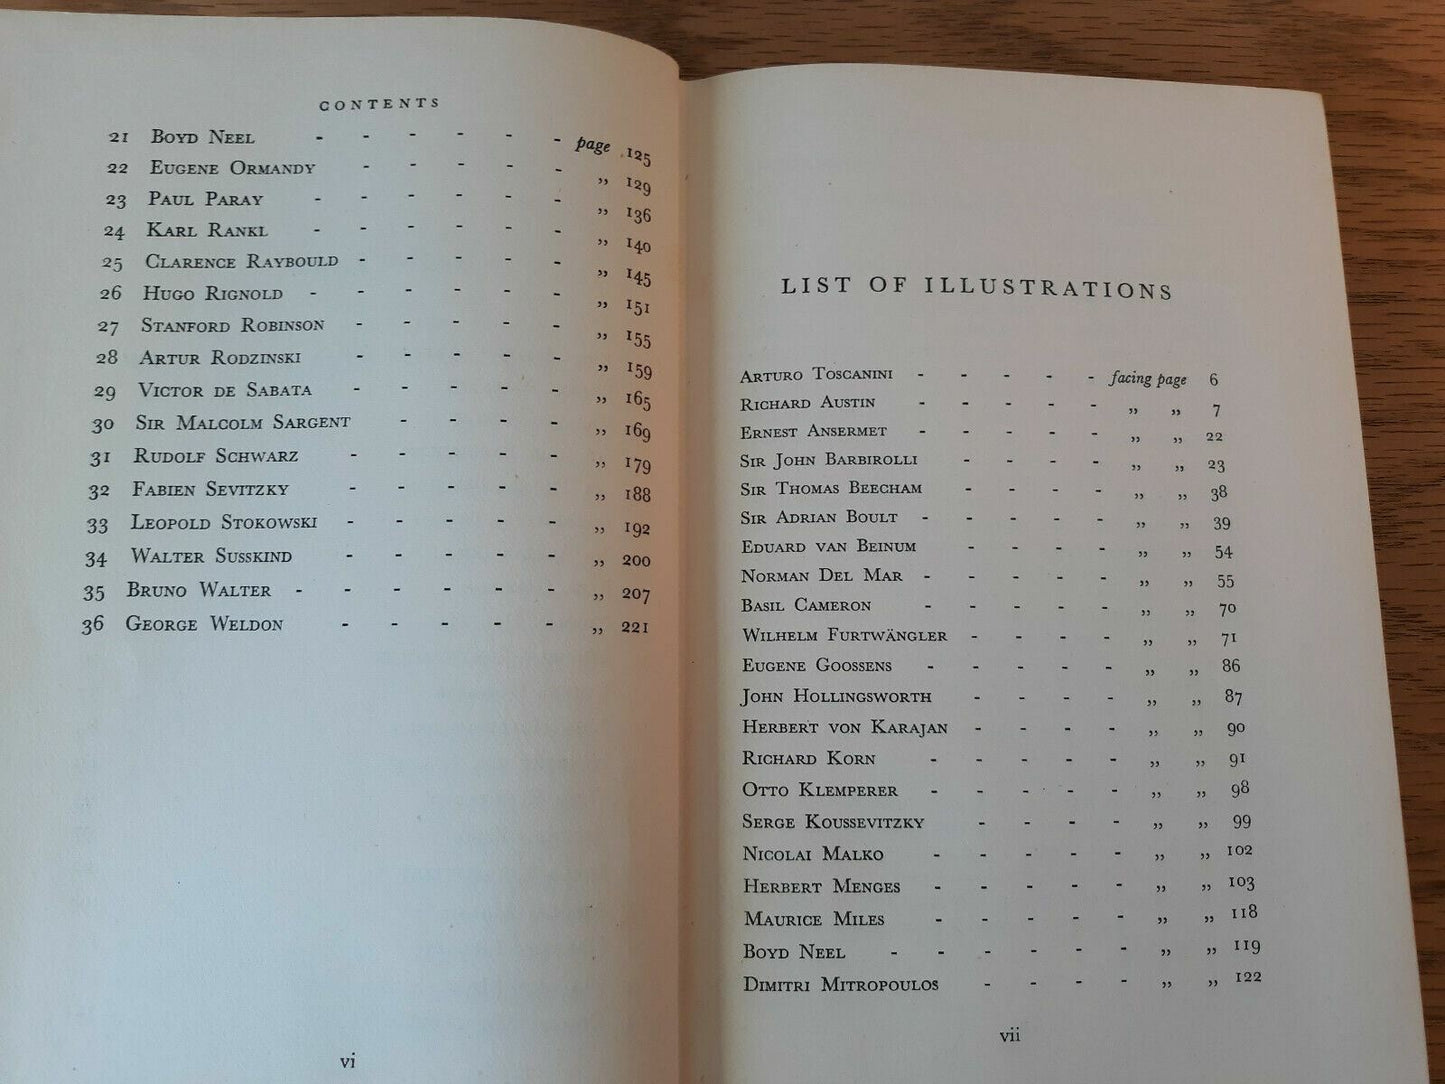 CONTENTS
21 BOYD NEEL - - - - - - page 125
22 EUGENE ORMANDY - - - - - „ 129
23 PAUL PARAY - - - - - - „ 136
24 KARL RANKL - - - - - - „ 140
25 CLARENCE RAYBOULD - - - - - „ 145
26 HUGO RIGNOLD - - - - - - „ 151
27 STANFORD ROBINSON - - - - - „ 155
28 ARTUR RODZINSKI - - - - - „ 159
29 VICTOR DE SABATA - - - - - „ 165
30 SIR MALCOLM SARGENT - - - - „ 169
31 RUDOLF SCHWARZ - - - - - „ 179
32 FABIEN SEVITZKY - - - - - „ 188
33 LEOPOLD STOKOWSKI - - - - - „ 192
34 WALTER SUSSKIND - - - - - „ 200
35 BRUNO WALTER - - - - - - „ 207
36 GEORGE WELDON - - - - - „ 221
vi
LIST OF ILLUSTRATIONS
ARTURO TOSCANINI - - - - - facing page 6
RICHARD AUSTIN - - - - - „ „ 7
ERNEST ANSERMET - - - - - „ „ 22
SIR JOHN BARBIROLLI - - - - „ „ 23
SIR THOMAS BEECHAM - - - - „ „ 38
SIR ADRIAN BOULT - - - - - „ „ 39
EDUARD VAN BEINUM - - - - „ „ 54
NORMAN DEL MAR - - - - - „ „ 55
BASIL CAMERON - - - - - „ „ 70
WILHELM FURTWÄNGLER - - - - „ „ 71
EUGENE GOOSSENS - - - - - „ „ 86
JOHN HOLLINGSWORTH - - - - „ „ 87
HERBERT VON KARAJAN - - - - „ „ 90
RICHARD KORN - - - - - „ „ 91
OTTO KLEMPERER - - - - - „ „ 98
SERGE KOUSSEVITZKY - - - - „ „ 99
NICOLAI MALKO - - - - - „ „ 102
HERBERT MENGES - - - - - „ „ 103
MAURICE MILES - - - - - „ „ 118
BOYD NEEL - - - - - - „ „ 119
DIMITRI MITROPOULOS - - - - „ „ 122
vii